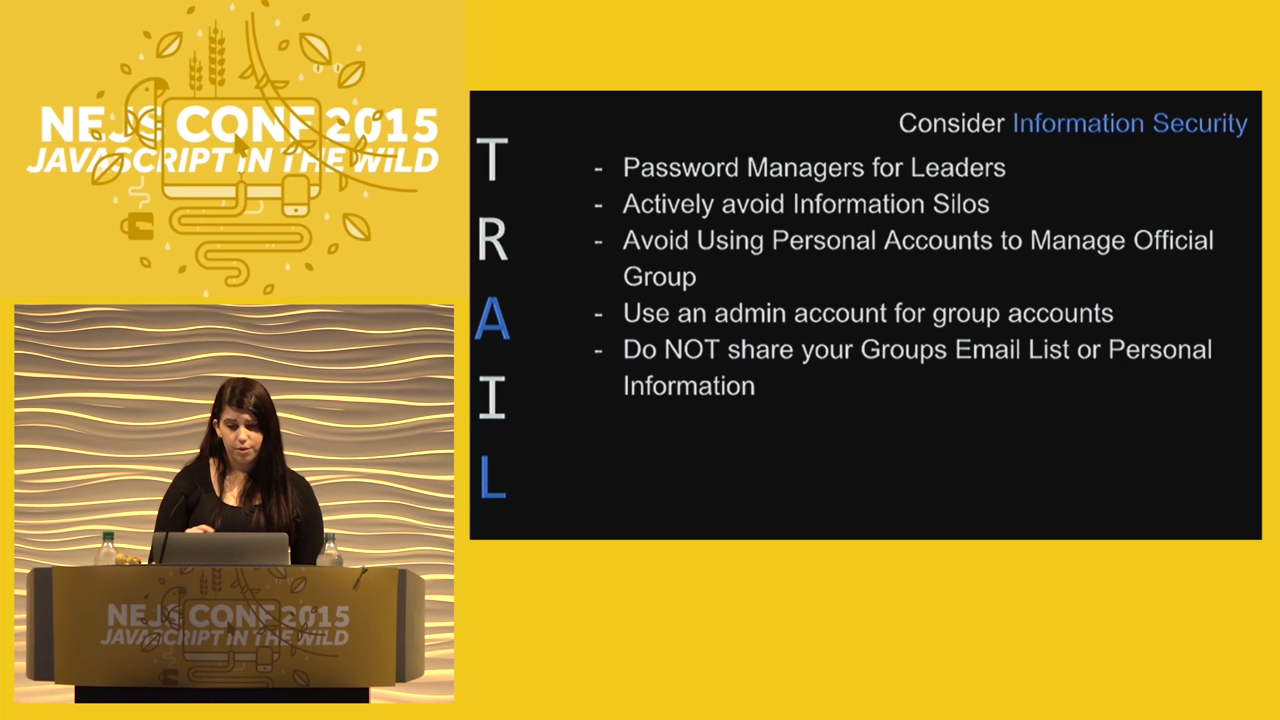 NEJS CONF 2015
JAVASCRIPT IN THE WILD
T
R
A
I
L
Consider Information Security
- Password Managers for Leaders
- Actively avoid Information Silos
- Avoid Using Personal Accounts to Manage Official
Group
- Use an admin account for group accounts
- Do NOT share your Groups Email List or Personal
Information
NEJS CONF 2015
JAVASCRIPT IN THE WILD